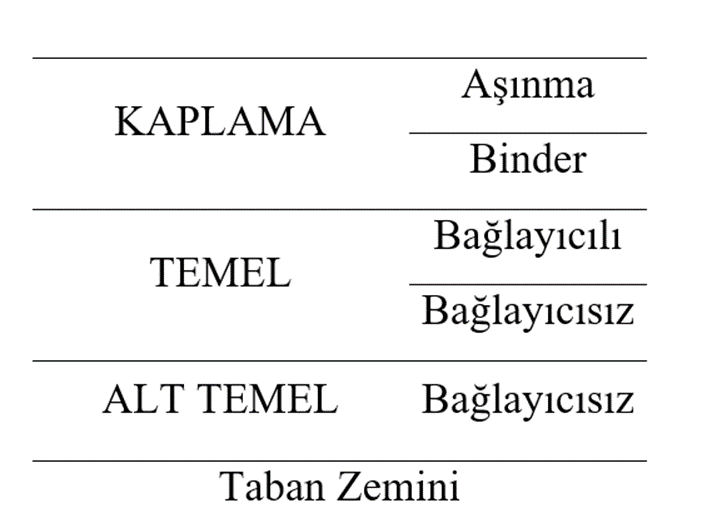 KAPLAMA
Aşınma
Binder
TEMEL
Bağlayıcılı
Bağlayıcısız
ALT TEMEL
Bağlayıcısız
Taban Zemini